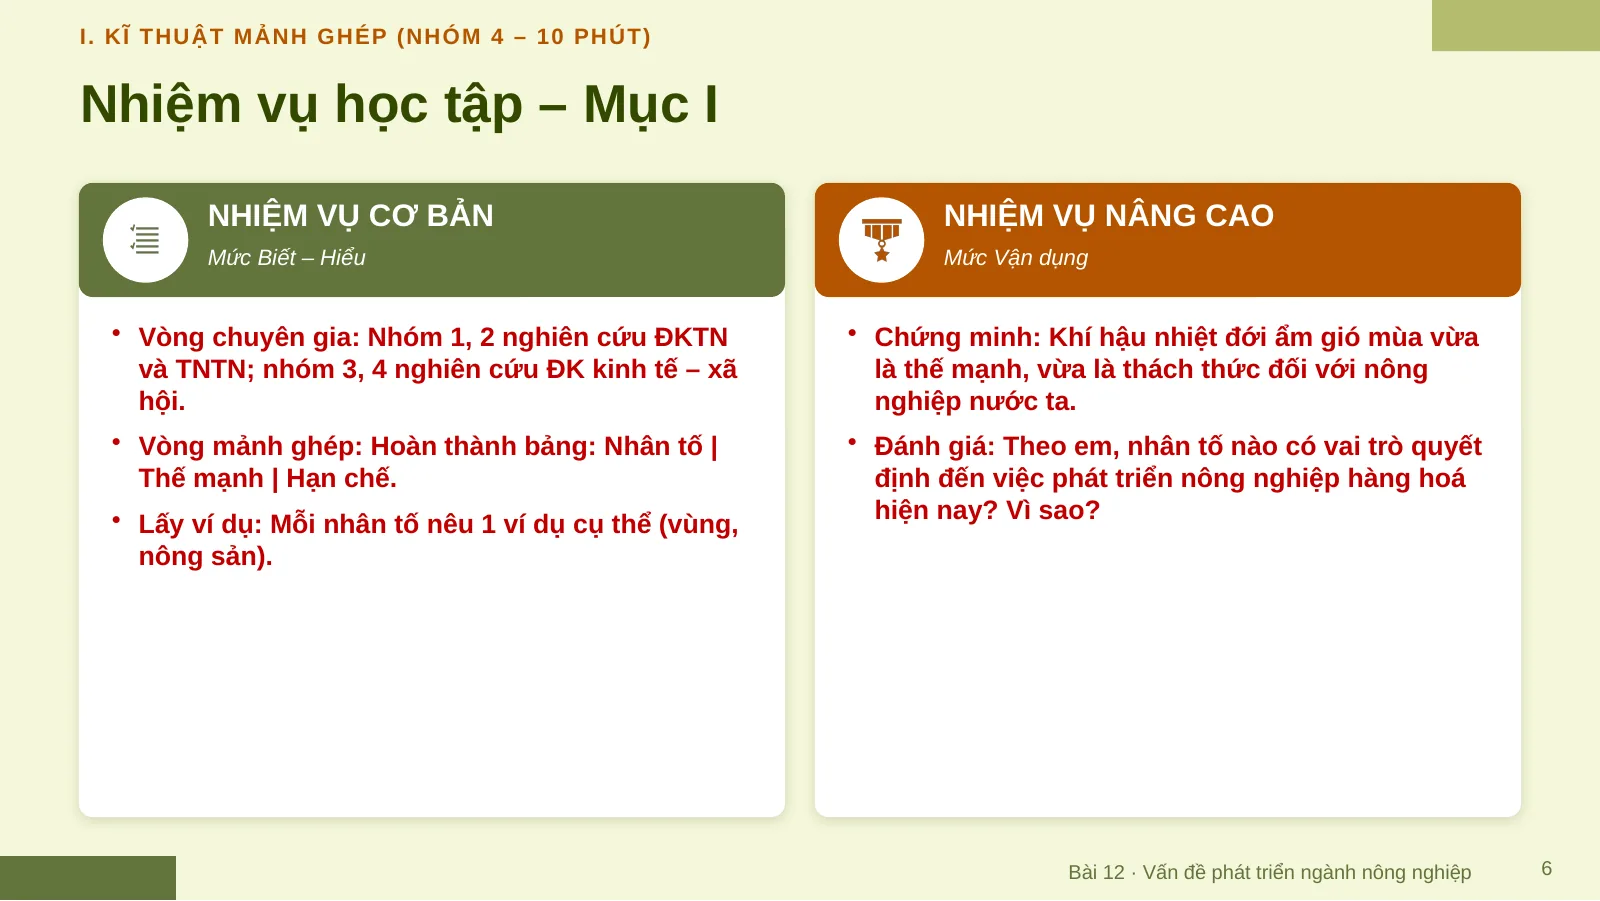 I. KĨ THUẬT MẢNH GHÉP (NHÓM 4 – 10 PHÚT)
Nhiệm vụ học tập – Mục I
NHIỆM VỤ CƠ BẢN
Mức Biết – Hiểu
• Vòng chuyên gia: Nhóm 1, 2 nghiên cứu ĐKTN
và TNTN; nhóm 3, 4 nghiên cứu ĐK kinh tế – xã
hội.
• Vòng mảnh ghép: Hoàn thành bảng: Nhân tố |
Thế mạnh | Hạn chế.
• Lấy ví dụ: Mỗi nhân tố nêu 1 ví dụ cụ thể (vùng,
nông sản).
NHIỆM VỤ NÂNG CAO
Mức Vận dụng
• Chứng minh: Khí hậu nhiệt đới ẩm gió mùa vừa
là thế mạnh, vừa là thách thức đối với nông
nghiệp nước ta.
• Đánh giá: Theo em, nhân tố nào có vai trò quyết
định đến việc phát triển nông nghiệp hàng hoá
hiện nay? Vì sao?
Bài 12 · Vấn đề phát triển ngành nông nghiệp
6